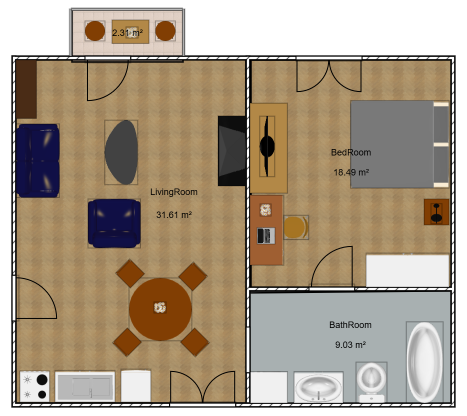 2.31 m²
LivingRoom
31.61 m²
BedRoom
18.49 m²
BathRoom
9.03 m²